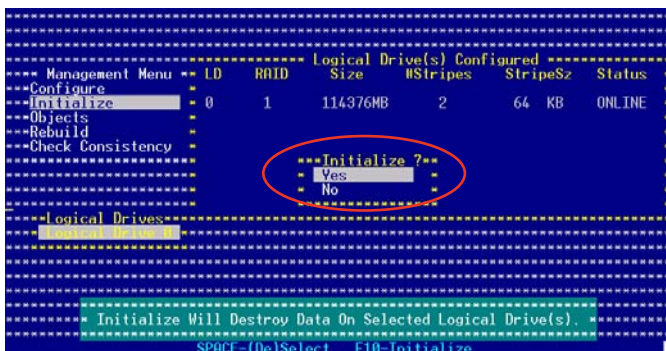 Logical Drive(s) Configured
Management Menu LD RAID Size #Stripes StripeSz Status
Configure
Initialize 0 1 114376MB 2 64 KB ONLINE
Objects
Rebuild
Check Consistency
Initialize ?
Yes
No
Logical Drives
Logical Drive 0
Initialize Will Destroy Data On Selected Logical Drive(s).
SPACE-(De)Select F10-Initialize